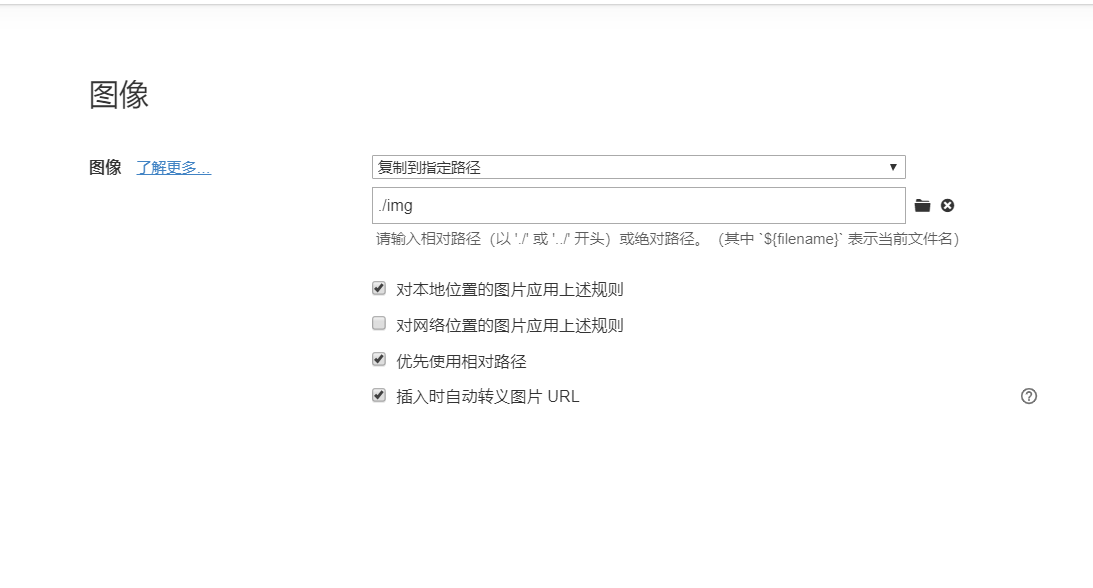 图像
图像 了解更多...
复制到指定路径
./img
请输入相对路径（以 './' 或 '../' 开头）或绝对路径。（其中 `${filename}` 表示当前文件名）
对本地位置的图片应用上述规则
对网络位置的图片应用上述规则
优先使用相对路径
插入时自动转义图片 URL